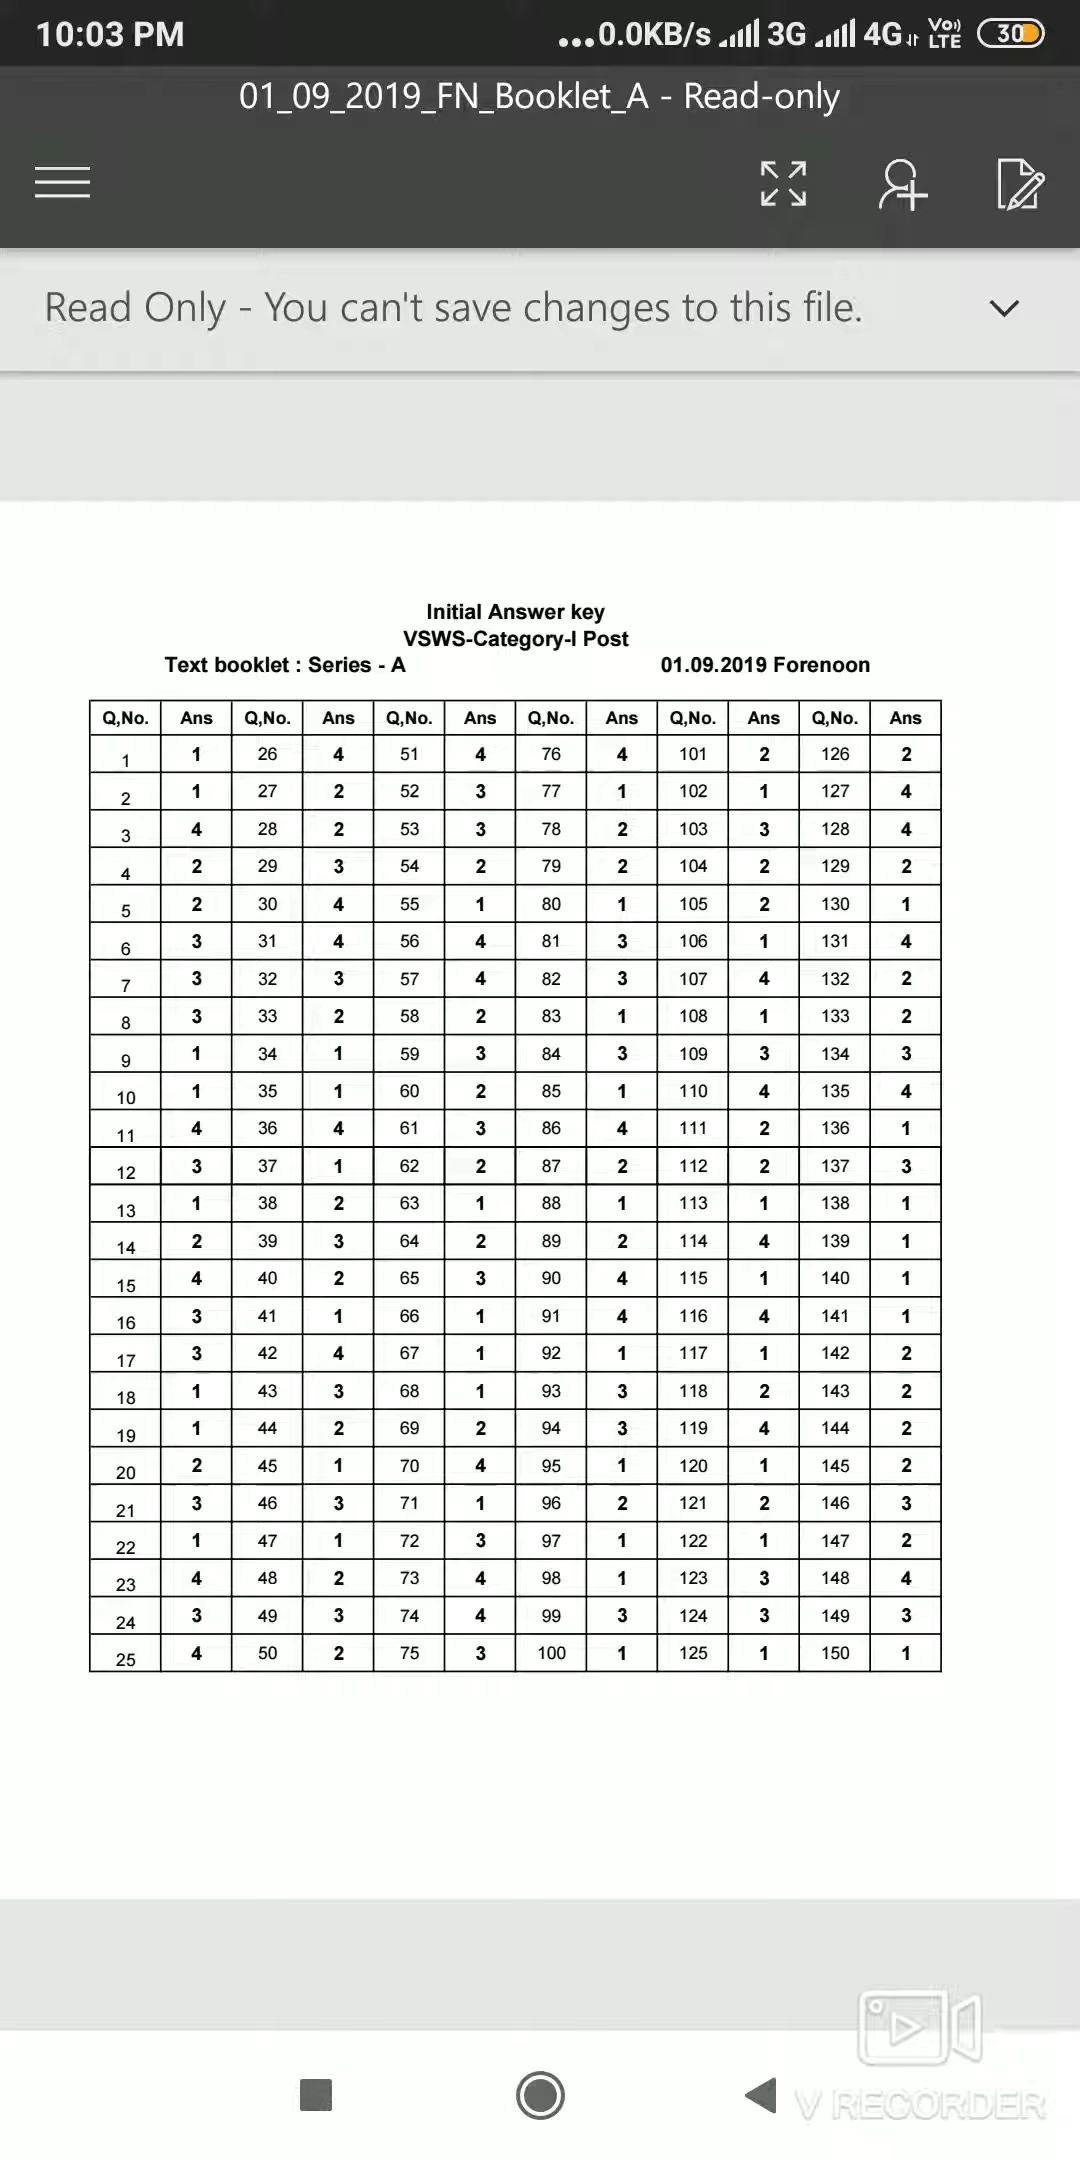 10:03 PM ...0.0KB/s 3G 4G VoLTE 30
01_09_2019_FN_Booklet_A - Read-only
Read Only - You can't save changes to this file.
Initial Answer key
VSWS-Category-I Post
Text booklet : Series - A 01.09.2019 Forenoon
Q,No. Ans Q,No. Ans Q,No. Ans Q,No. Ans Q,No. Ans Q,No. Ans
1 1 26 4 51 4 76 4 101 2 126 2
2 1 27 2 52 3 77 1 102 1 127 4
3 4 28 2 53 3 78 2 103 3 128 4
4 2 29 3 54 2 79 2 104 2 129 2
5 2 30 4 55 1 80 1 105 2 130 1
6 3 31 4 56 4 81 3 106 1 131 4
7 3 32 3 57 4 82 3 107 4 132 2
8 3 33 2 58 2 83 1 108 1 133 2
9 1 34 1 59 3 84 3 109 3 134 3
10 1 35 1 60 2 85 1 110 4 135 4
11 4 36 4 61 3 86 4 111 2 136 1
12 3 37 1 62 2 87 2 112 2 137 3
13 1 38 2 63 1 88 1 113 1 138 1
14 2 39 3 64 2 89 2 114 4 139 1
15 4 40 2 65 3 90 4 115 1 140 1
16 3 41 1 66 1 91 4 116 4 141 1
17 3 42 4 67 1 92 1 117 1 142 2
18 1 43 3 68 1 93 3 118 2 143 2
19 1 44 2 69 2 94 3 119 4 144 2
20 2 45 1 70 4 95 1 120 1 145 2
21 3 46 3 71 1 96 2 121 2 146 3
22 1 47 1 72 3 97 1 122 1 147 2
23 4 48 2 73 4 98 1 123 3 148 4
24 3 49 3 74 4 99 3 124 3 149 3
25 4 50 2 75 3 100 1 125 1 150 1
V RECORDER